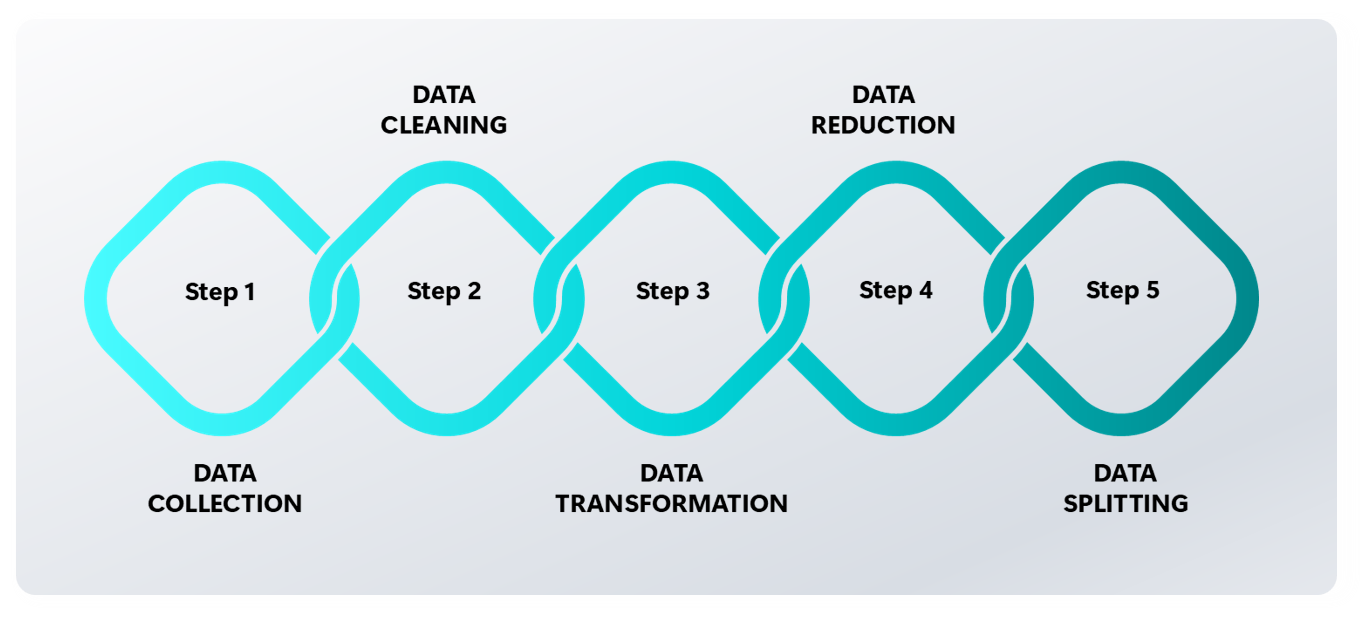 DATA
CLEANING
DATA
REDUCTION
Step 1
Step 2
Step 3
Step 4
Step 5
DATA
COLLECTION
DATA
TRANSFORMATION
DATA
SPLITTING